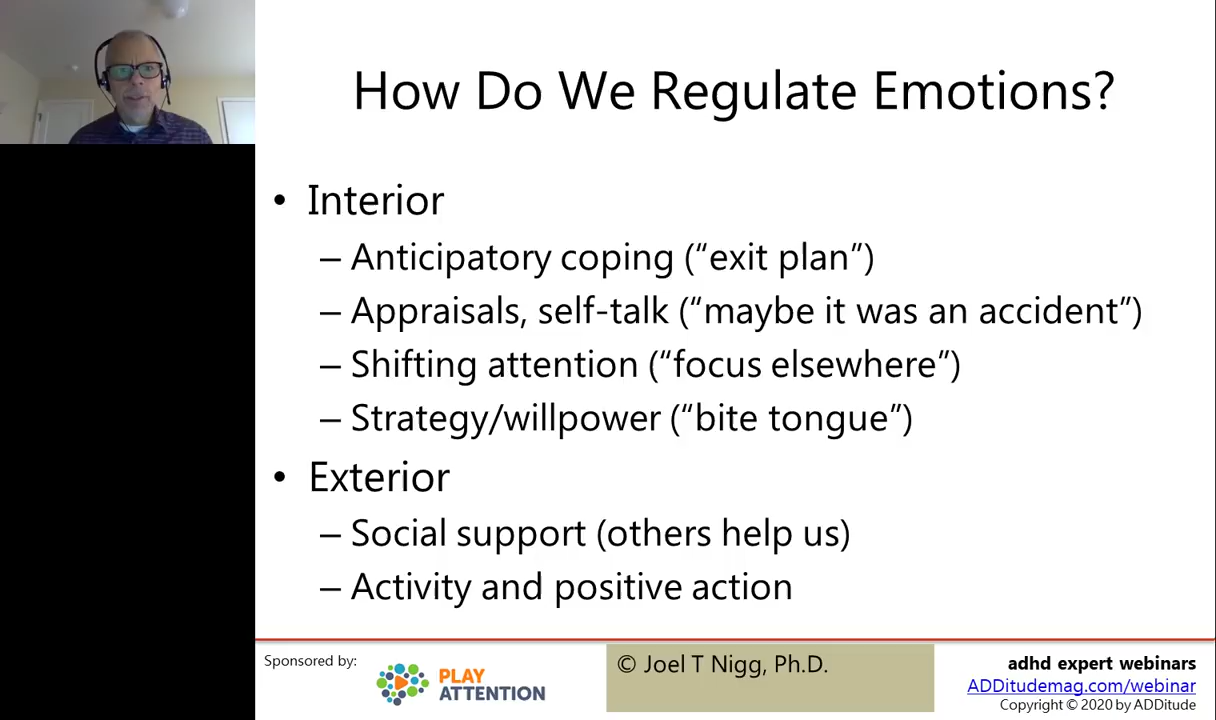 How Do We Regulate Emotions?
• Interior
– Anticipatory coping (“exit plan”)
– Appraisals, self-talk (“maybe it was an accident”)
– Shifting attention (“focus elsewhere”)
– Strategy/willpower (“bite tongue”)
• Exterior
– Social support (others help us)
– Activity and positive action
Sponsored by:
PLAY
ATTENTION
© Joel T Nigg, Ph.D.
adhd expert webinars
ADDitudemag.com/webinar
Copyright © 2020 by ADDitude